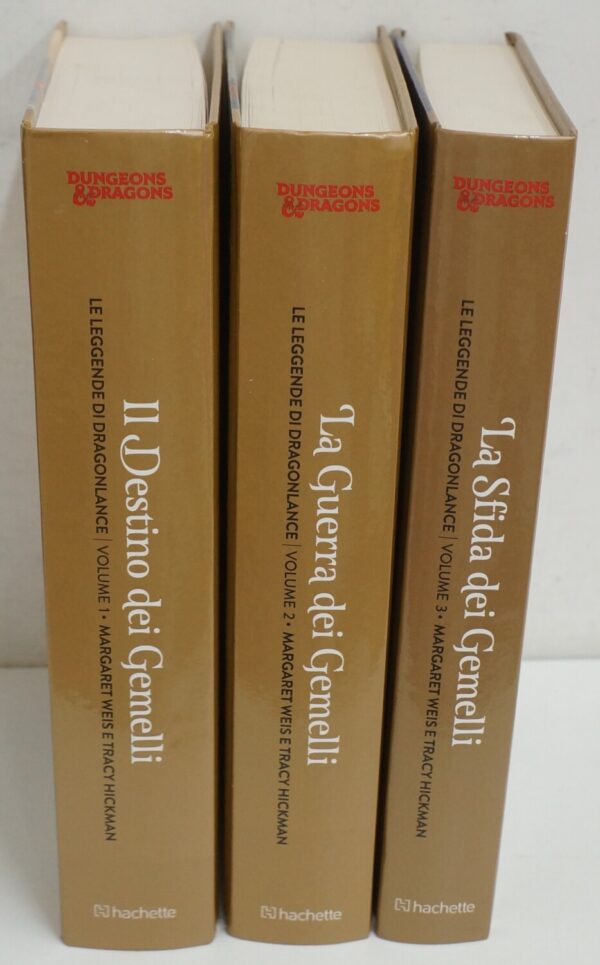 DUNGEONS
& DRAGONS
LE LEGGENDE DI DRAGONLANCE | VOLUME 1 • MARGARET WEIS E TRACY HICKMAN
Il Destino dei Gemelli
hachette
DUNGEONS
& DRAGONS
LE LEGGENDE DI DRAGONLANCE | VOLUME 2 • MARGARET WEIS E TRACY HICKMAN
La Guerra dei Gemelli
hachette
DUNGEONS
& DRAGONS
LE LEGGENDE DI DRAGONLANCE | VOLUME 3 • MARGARET WEIS E TRACY HICKMAN
La Sfida dei Gemelli
hachette